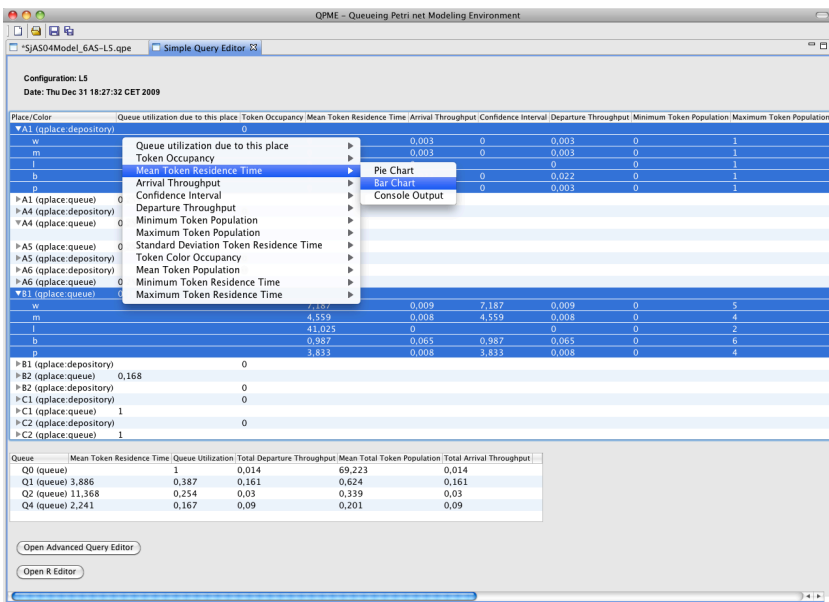 QPME – Queueing Petri net Modeling Environment
*SjAS04Model_6AS-L5.qpe Simple Query Editor
Configuration: L5
Date: Thu Dec 31 18:27:32 CET 2009
Place/Color Queue utilization due to this place Token Occupancy Mean Token Residence Time Arrival Throughput Confidence Interval Departure Throughput Minimum Token Population Maximum Token Population
A1 (qplace:depository) 0
w 0,003 0 0,003 0 1
m 0,003 0 0,003 0 1
l 0 0 1
b 0 0,022 0 1
p 0 0,003 0 1
A1 (qplace:queue) 0
A4 (qplace:depository)
A4 (qplace:queue) 0
A5 (qplace:queue) 0
A5 (qplace:depository)
A6 (qplace:depository)
A6 (qplace:queue) 0
B1 (qplace:queue)
w 7,187 0,009 7,187 0,009 0 5
m 4,559 0,008 4,559 0,008 0 4
l 41,025 0 0 0 2
b 0,987 0,065 0,987 0,065 0 6
p 3,833 0,008 3,833 0,008 0 4
B1 (qplace:depository) 0
B2 (qplace:queue) 0,168
B2 (qplace:depository) 0
C1 (qplace:depository) 0
C1 (qplace:queue) 1
C2 (qplace:depository) 0
C2 (qplace:queue) 1
Queue utilization due to this place
Token Occupancy
Mean Token Residence Time
Arrival Throughput
Confidence Interval
Departure Throughput
Minimum Token Population
Maximum Token Population
Standard Deviation Token Residence Time
Token Color Occupancy
Mean Token Population
Minimum Token Residence Time
Maximum Token Residence Time
Pie Chart
Bar Chart
Console Output
Queue Mean Token Residence Time Queue Utilization Total Departure Throughput Mean Total Token Population Total Arrival Throughput
Q0 (queue) 1 0,014 69,223 0,014
Q1 (queue) 3,886 0,387 0,161 0,624 0,161
Q2 (queue) 11,368 0,254 0,03 0,339 0,03
Q4 (queue) 2,241 0,167 0,09 0,201 0,09
Open Advanced Query Editor
Open R Editor